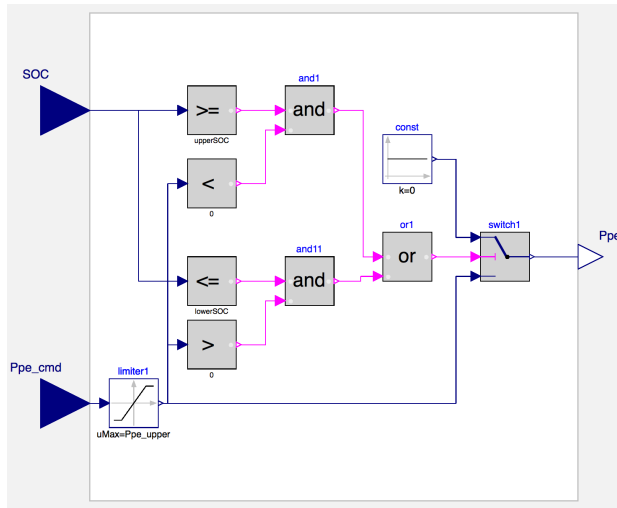 SOC
and1
>=
and
upperSOC
const
<
k=0
0
or1
switch1
Ppe
and11
<=
and
or
lowerSOC
>
Ppe_cmd
limiter1
0
uMax=Ppe_upper